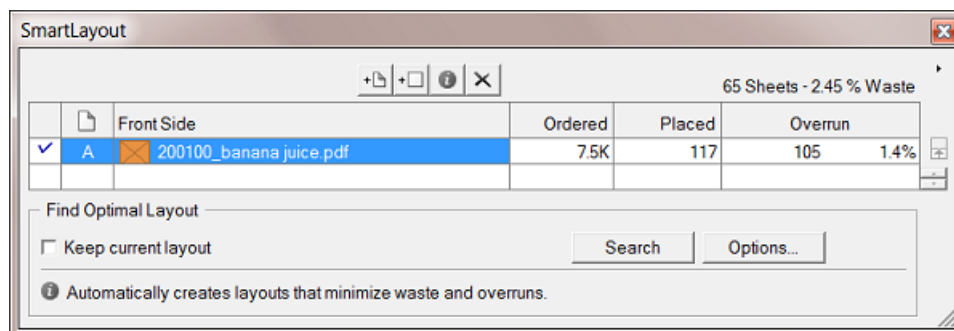 SmartLayout
65 Sheets - 2.45 % Waste
Front Side Ordered Placed Overrun
A 200100_banana juice.pdf 7.5K 117 105 1.4%
Find Optimal Layout
Keep current layout Search Options...
Automatically creates layouts that minimize waste and overruns.